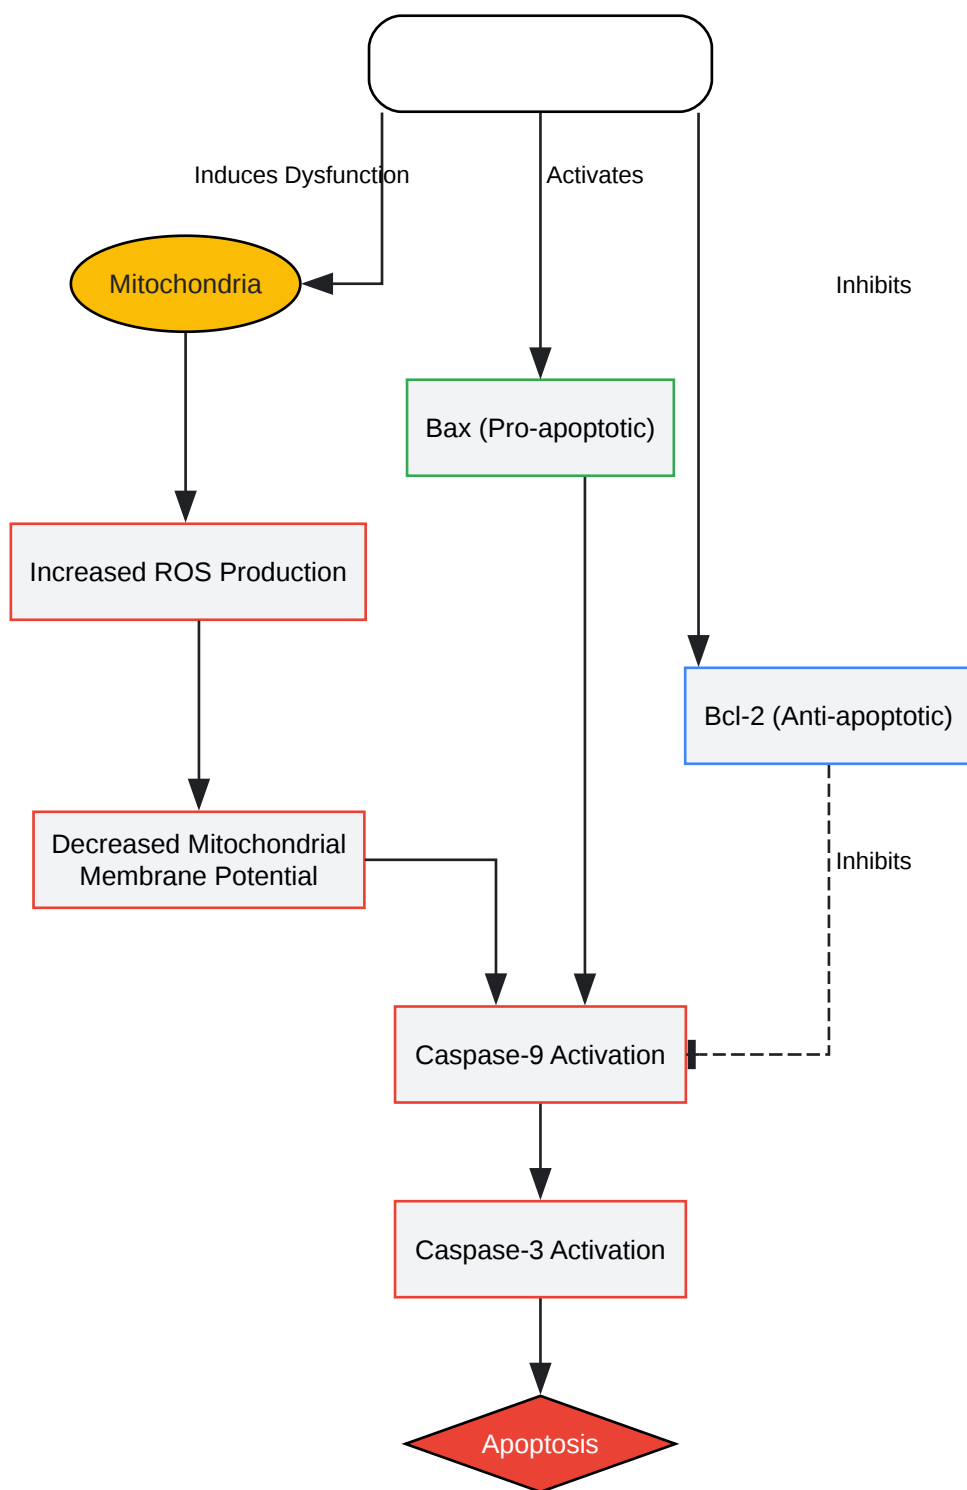 Induces Dysfunction
Activates
Mitochondria
Inhibits
Bax (Pro-apoptotic)
Increased ROS Production
Bcl-2 (Anti-apoptotic)
Decreased Mitochondrial
Membrane Potential
Inhibits
Caspase-9 Activation
Caspase-3 Activation
Apoptosis